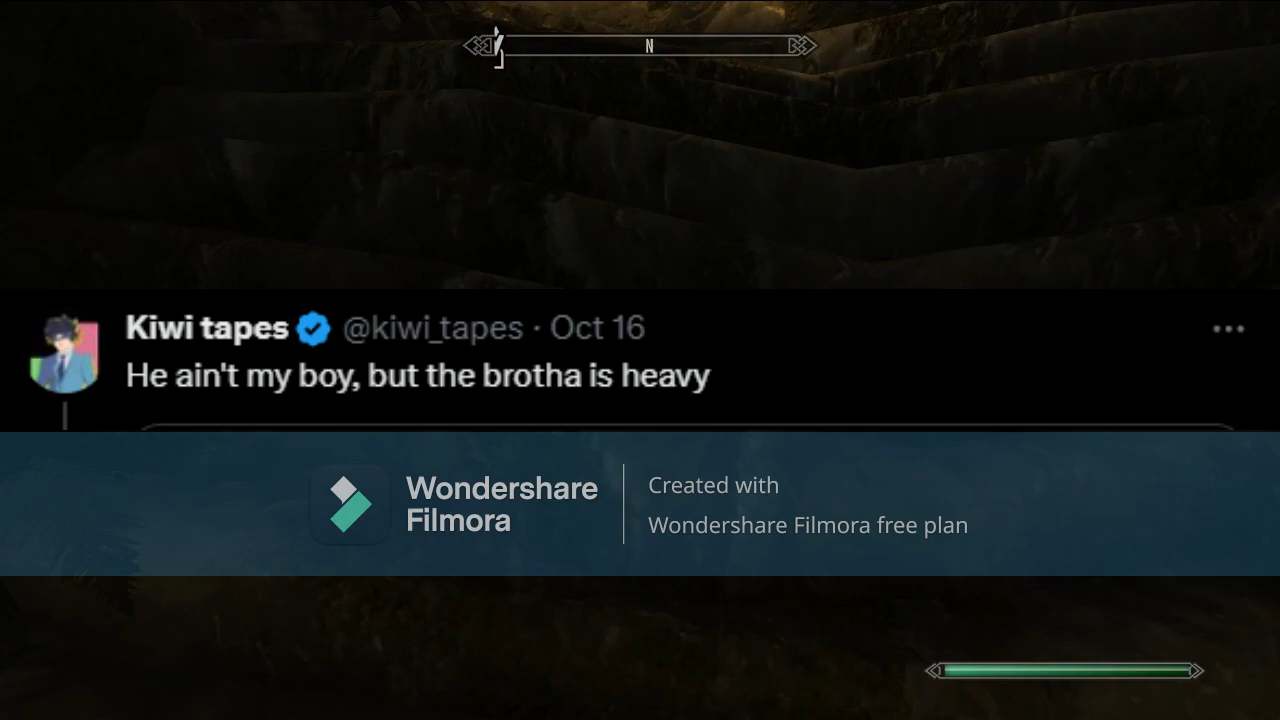 N
Kiwi tapes @kiwi_tapes · Oct 16
He ain't my boy, but the brotha is heavy
Wondershare
Filmora
Created with
Wondershare Filmora free plan